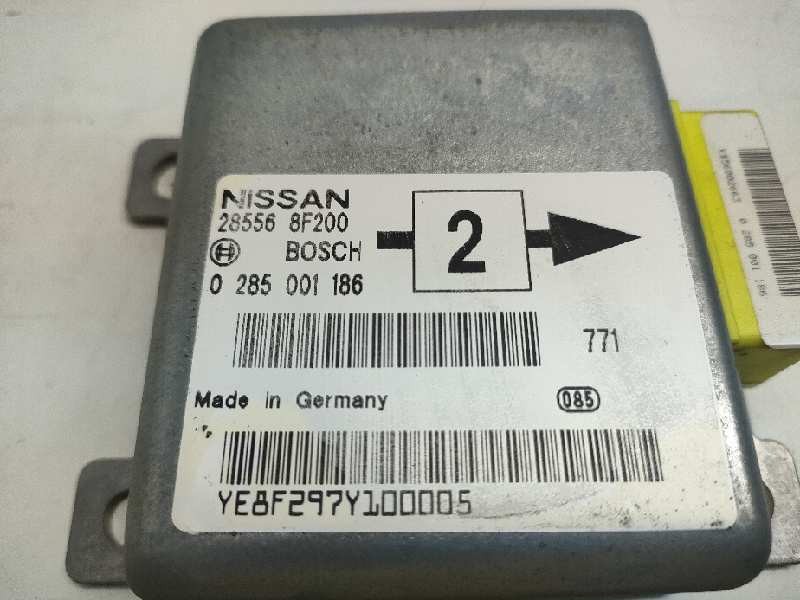 NISSAN
28556 8F200
BOSCH
0 285 001 186
2
771
Made in Germany
085
YE8F297Y100005